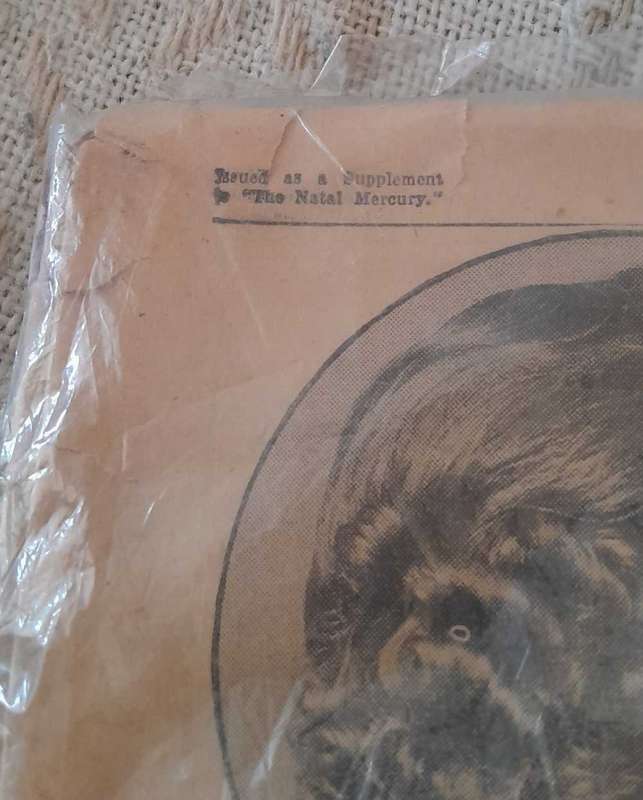 Issued as a Supplement
to "The Natal Mercury."